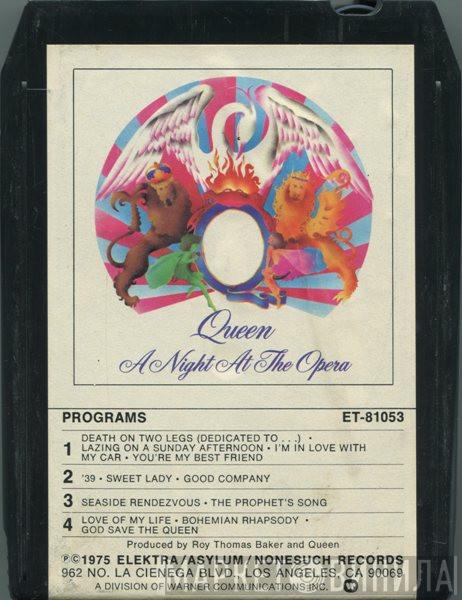 Queen
A Night At The Opera
PROGRAMS ET-81053
1 DEATH ON TWO LEGS (DEDICATED TO . . .) •
LAZING ON A SUNDAY AFTERNOON • I'M IN LOVE WITH
MY CAR • YOU'RE MY BEST FRIEND
2 '39 • SWEET LADY • GOOD COMPANY
3 SEASIDE RENDEZVOUS • THE PROPHET'S SONG
4 LOVE OF MY LIFE • BOHEMIAN RHAPSODY •
GOD SAVE THE QUEEN
Produced by Roy Thomas Baker and Queen
℗©1975 ELEKTRA/ASYLUM/NONESUCH RECORDS
962 NO. LA CIENEGA BLVD., LOS ANGELES, CA 90069
A DIVISION OF WARNER COMMUNICATIONS INC.